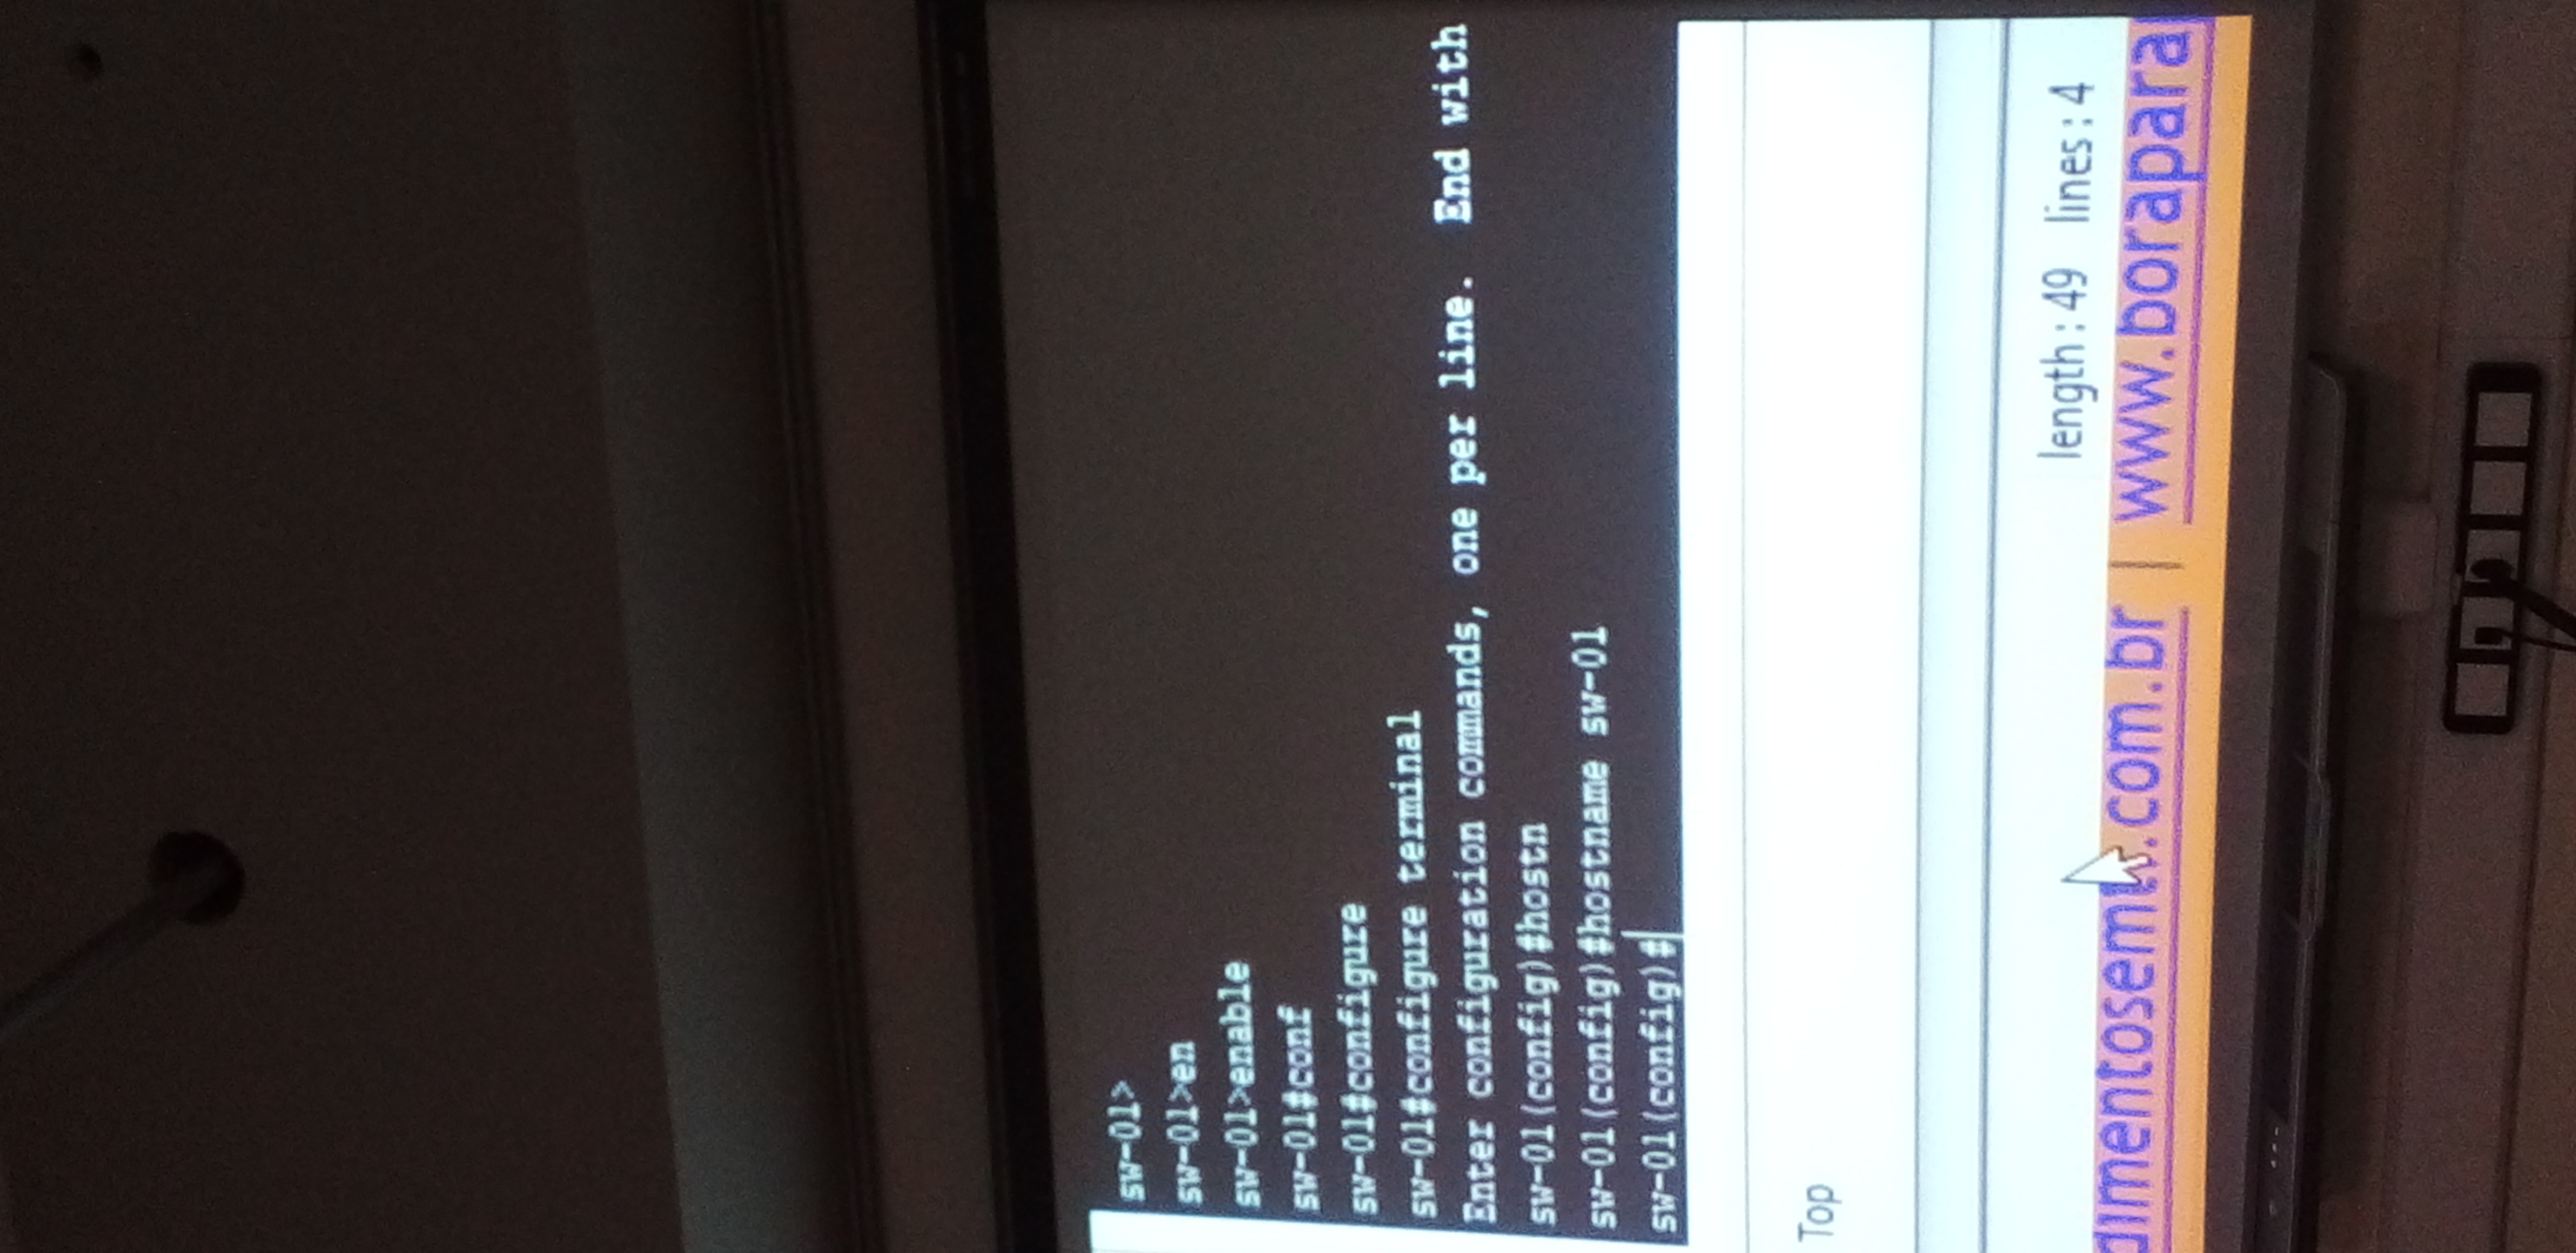 sw-01>
sw-01>en
sw-01>enable
sw-01#conf
sw-01#configure
sw-01#configure terminal
Enter configuration commands, one per line.  End with
sw-01(config)#hostn
sw-01(config)#hostname sw-01
sw-01(config)#
Top
length : 49   lines : 4
.com.br | www.borapara